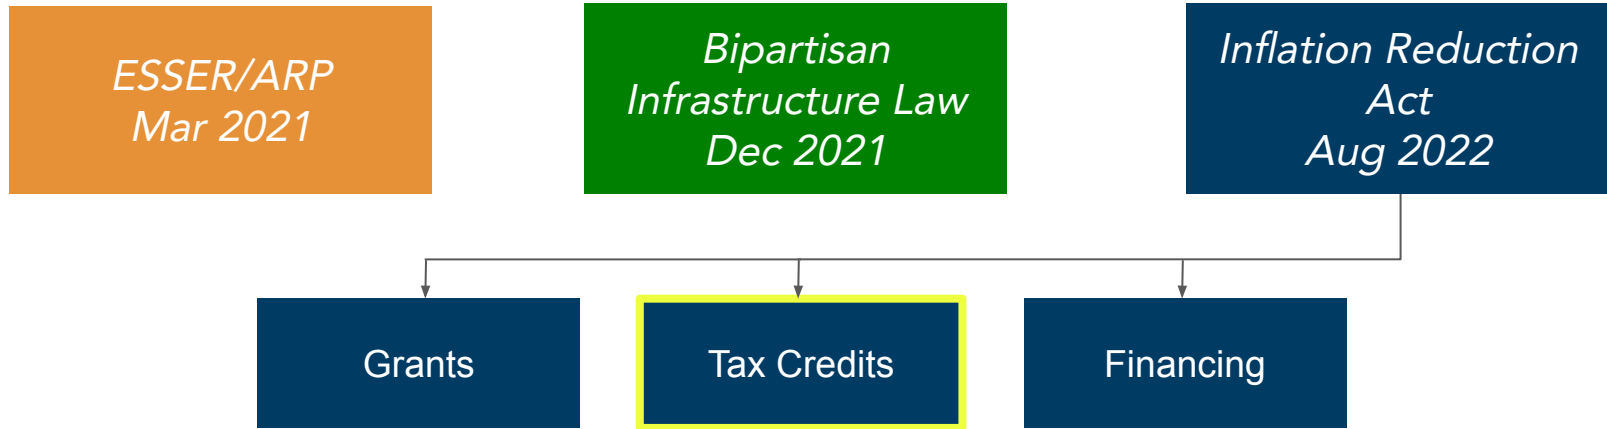 ESSER/ARP
Mar 2021
Bipartisan
Infrastructure Law
Dec 2021
Inflation Reduction
Act
Aug 2022
Grants
Tax Credits
Financing